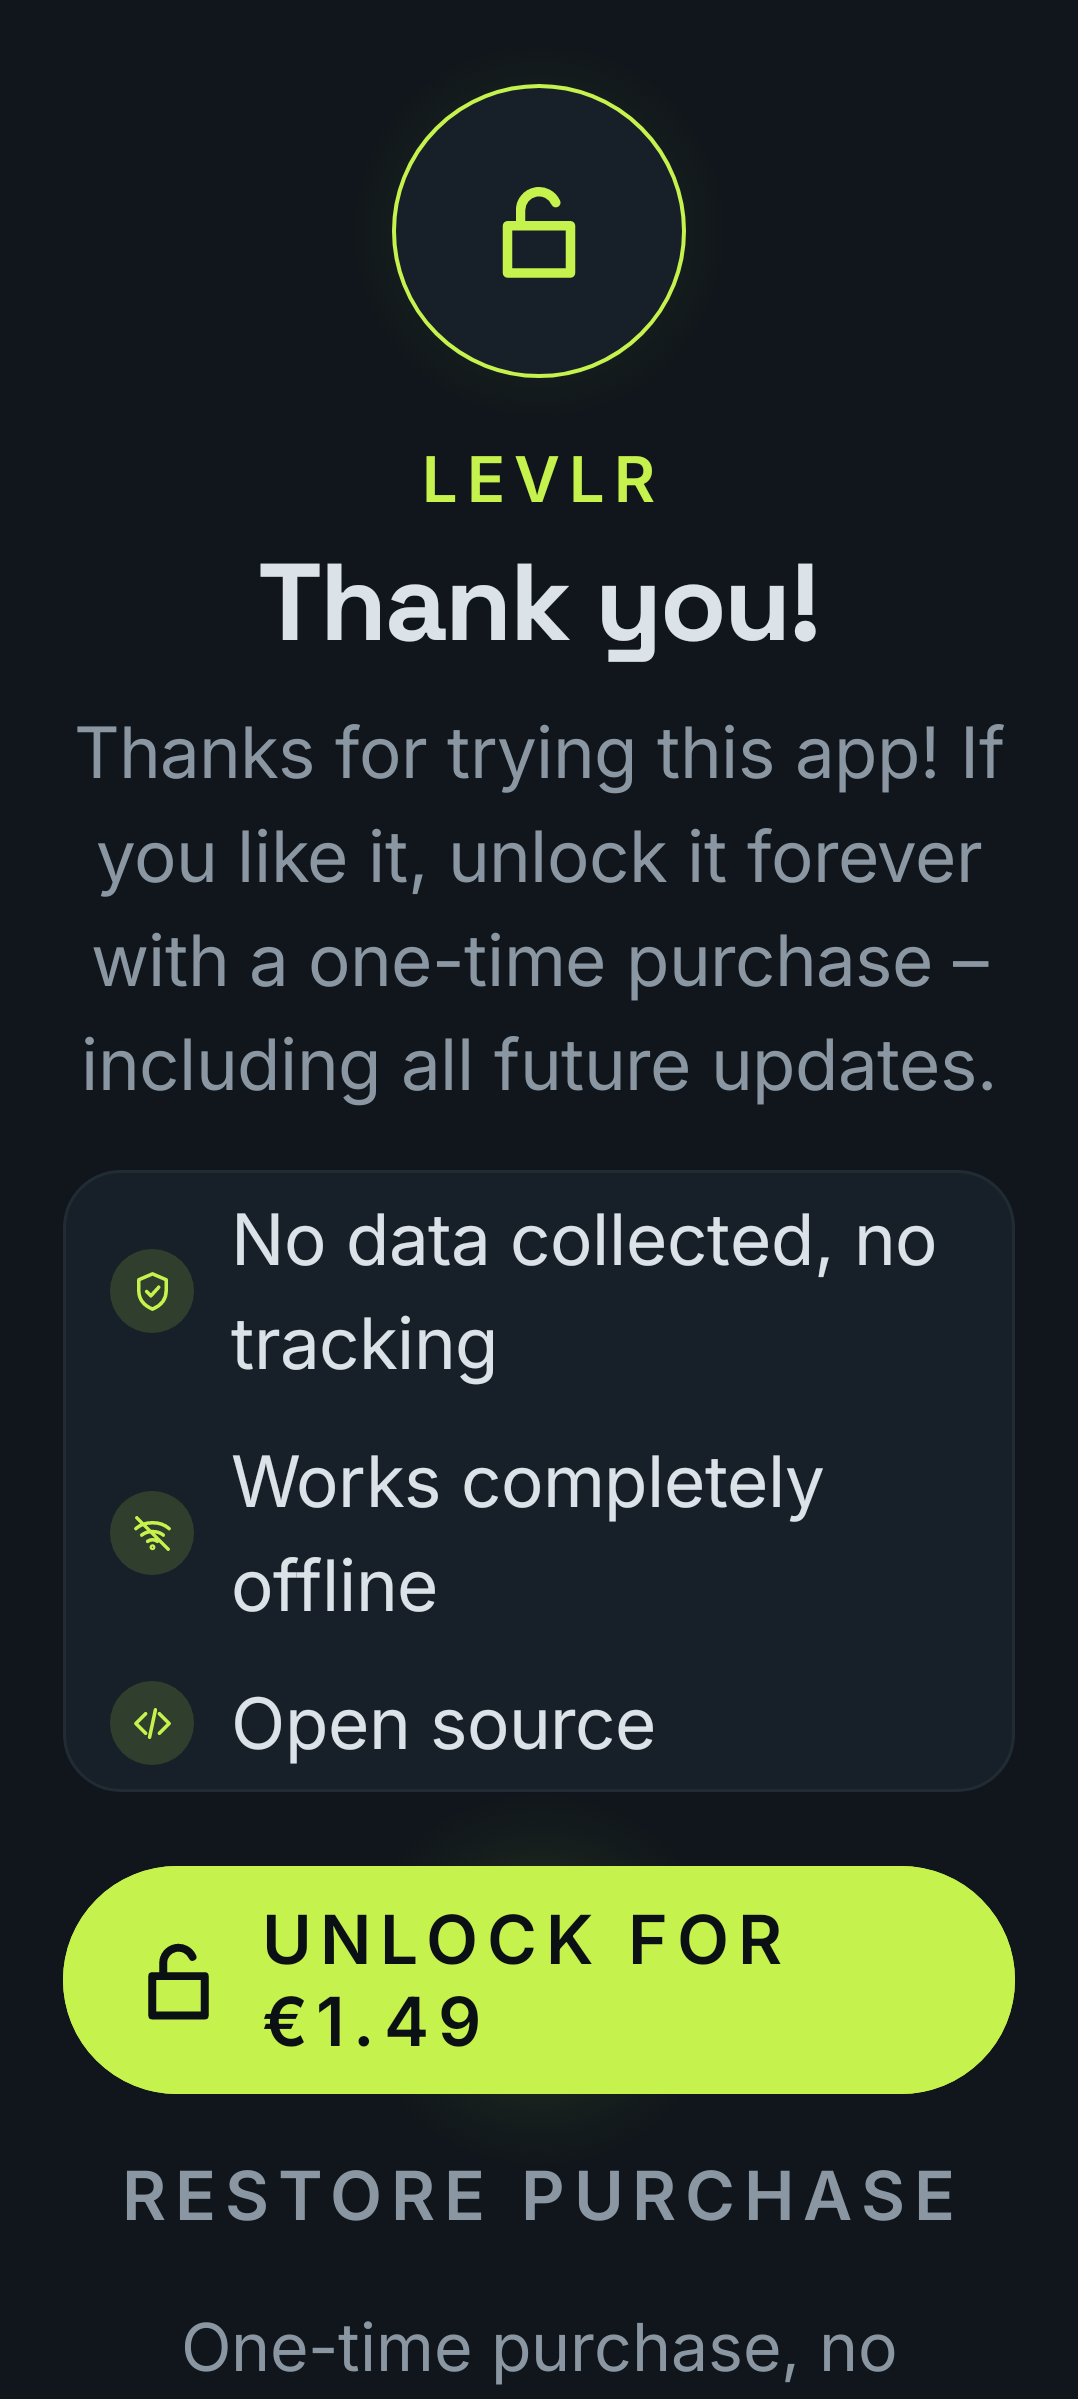 LEVLR
Thank you!
Thanks for trying this app! If
you like it, unlock it forever
with a one-time purchase –
including all future updates.
No data collected, no
tracking
Works completely
offline
Open source
UNLOCK FOR
€1.49
RESTORE PURCHASE
One-time purchase, no